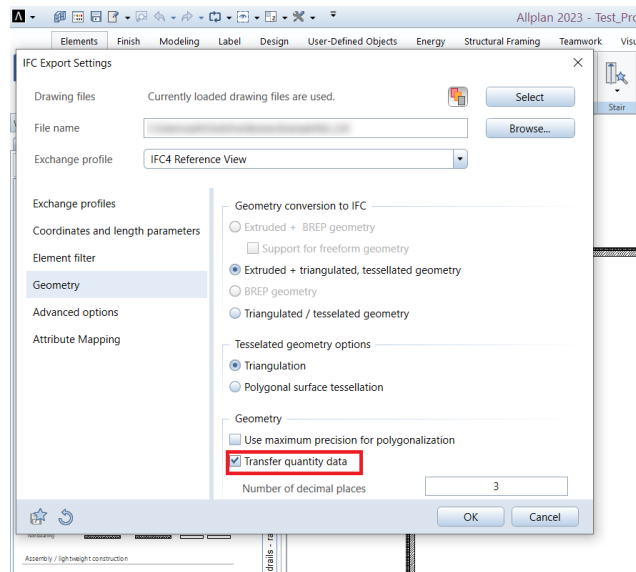 Allplan 2023 - Test_Pro
Elements Finish Modeling Label Design User-Defined Objects Energy Structural Framing Teamwork Visu
IFC Export Settings
Drawing files Currently loaded drawing files are used. Select
File name Browse...
Exchange profile IFC4 Reference View
Stair
Exchange profiles
Coordinates and length parameters
Element filter
Geometry
Advanced options
Attribute Mapping
Geometry conversion to IFC
Extruded + BREP geometry
Support for freeform geometry
Extruded + triangulated, tessellated geometry
BREP geometry
Triangulated / tesselated geometry
Tesselated geometry options
Triangulation
Polygonal surface tessellation
Geometry
Use maximum precision for polygonalization
Transfer quantity data
Number of decimal places 3
OK Cancel
Assembly / lightweight construction
drails - ra